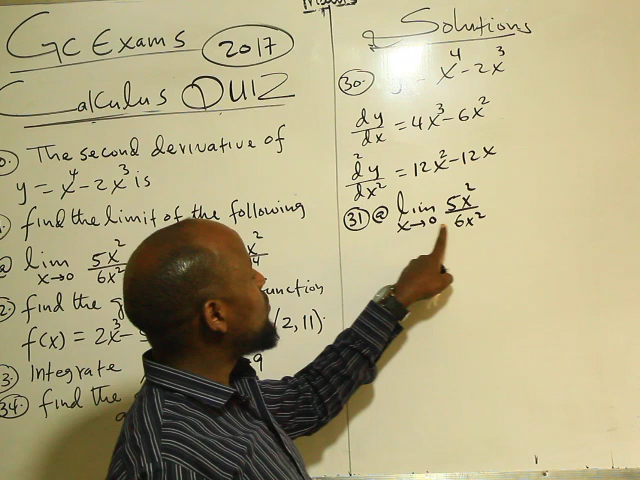 GC Exams 2017
Calculus QUIZ
The second derivative of
y = x⁴ - 2x³ is
find the limit of the following
lim x→0 5x²/6x²
find the
function
f(x) = 2x³-
(2, 11).
Integrate
34. find the
Solutions
30. y = x⁴ - 2x³
dy/dx = 4x³ - 6x²
d²y/dx² = 12x² - 12x
31 @ lim x→0 5x²/6x²